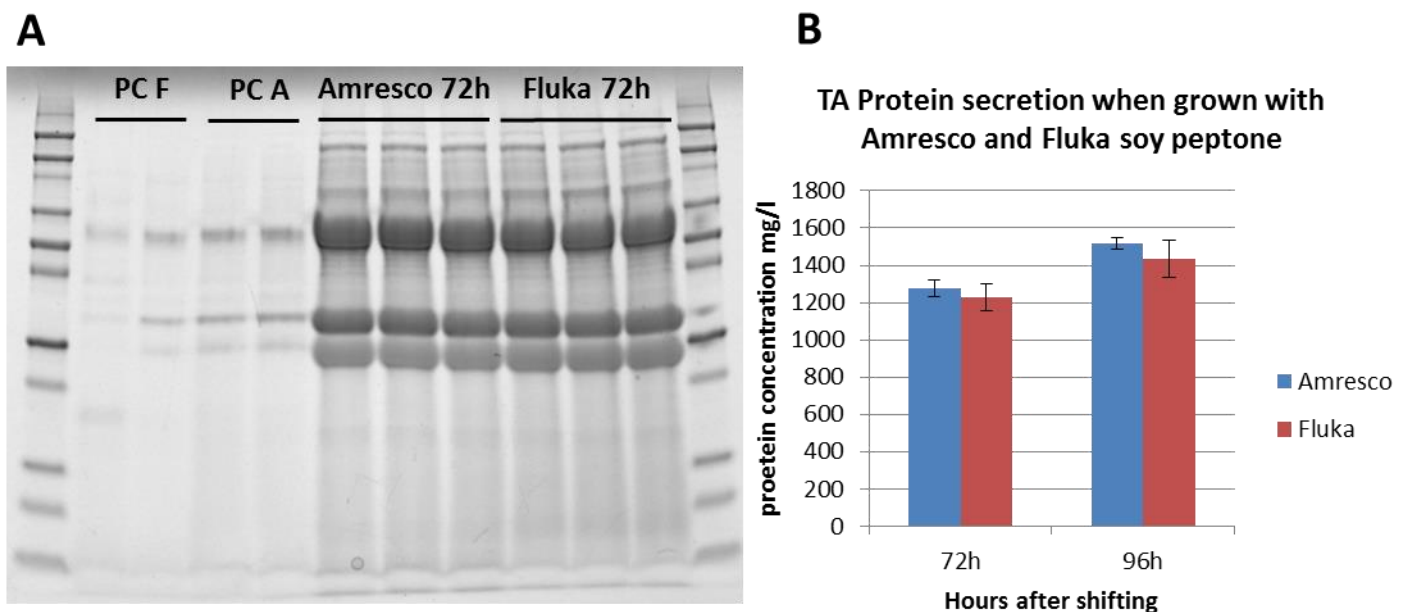 A
PC F
PC A
Amresco 72h
Fluka 72h
B
TA Protein secretion when grown with
Amresco and Fluka soy peptone
proetein concentration mg/l
1800
1600
1400
1200
1000
800
600
400
200
0
72h
96h
Hours after shifting
Amresco
Fluka